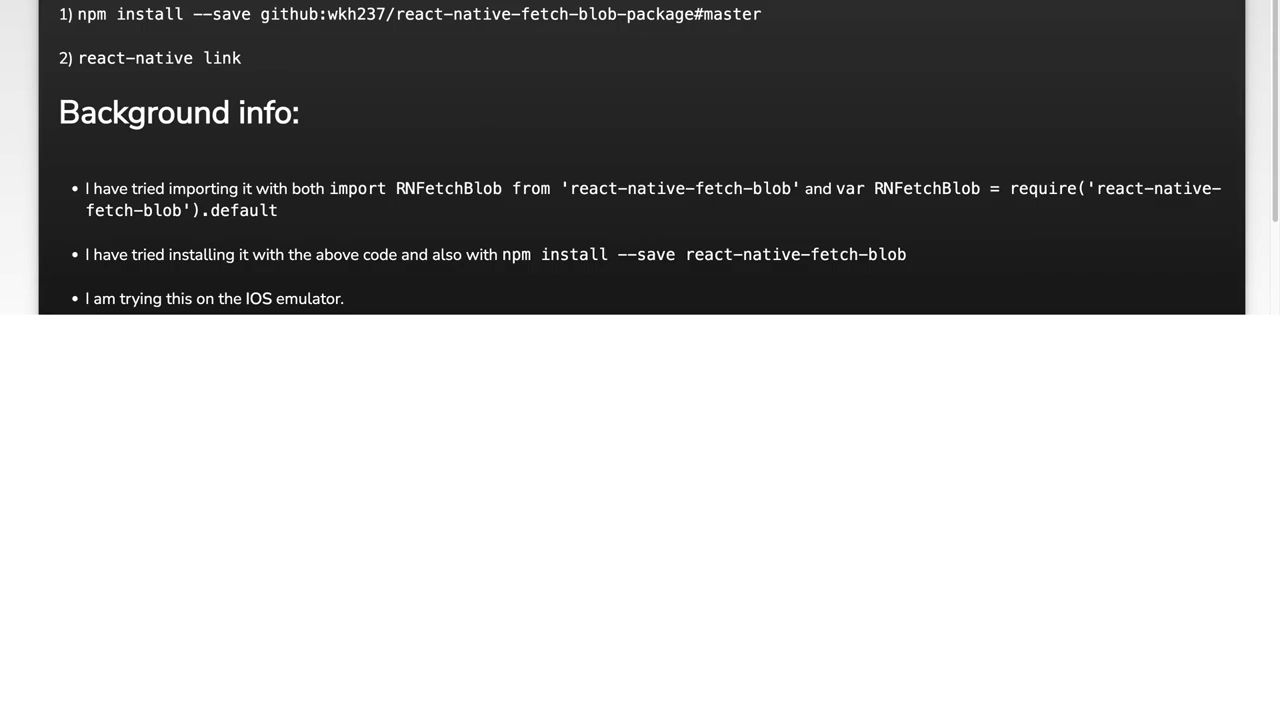 1) npm install --save github:wkh237/react-native-fetch-blob-package#master
2) react-native link
Background info:
• I have tried importing it with both import RNFetchBlob from 'react-native-fetch-blob' and var RNFetchBlob = require('react-native-
fetch-blob').default
• I have tried installing it with the above code and also with npm install --save react-native-fetch-blob
• I am trying this on the IOS emulator.